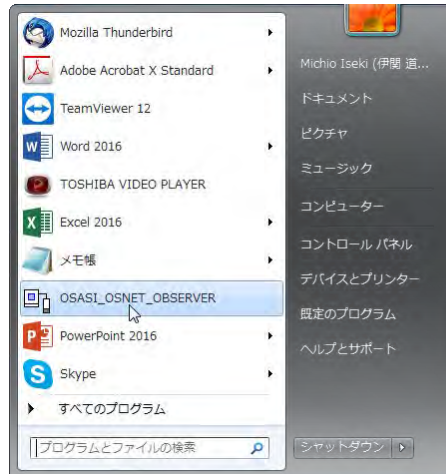 Mozilla Thunderbird
Adobe Acrobat X Standard
TeamViewer 12
Word 2016
TOSHIBA VIDEO PLAYER
Excel 2016
メモ帳
OSASI_OSNET_OBSERVER
PowerPoint 2016
Skype
すべてのプログラム
プログラムとファイルの検索
Michio Iseki (伊関 道...
ドキュメント
ピクチャ
ミュージック
コンピューター
コントロール パネル
デバイスとプリンター
既定のプログラム
ヘルプとサポート
シャットダウン